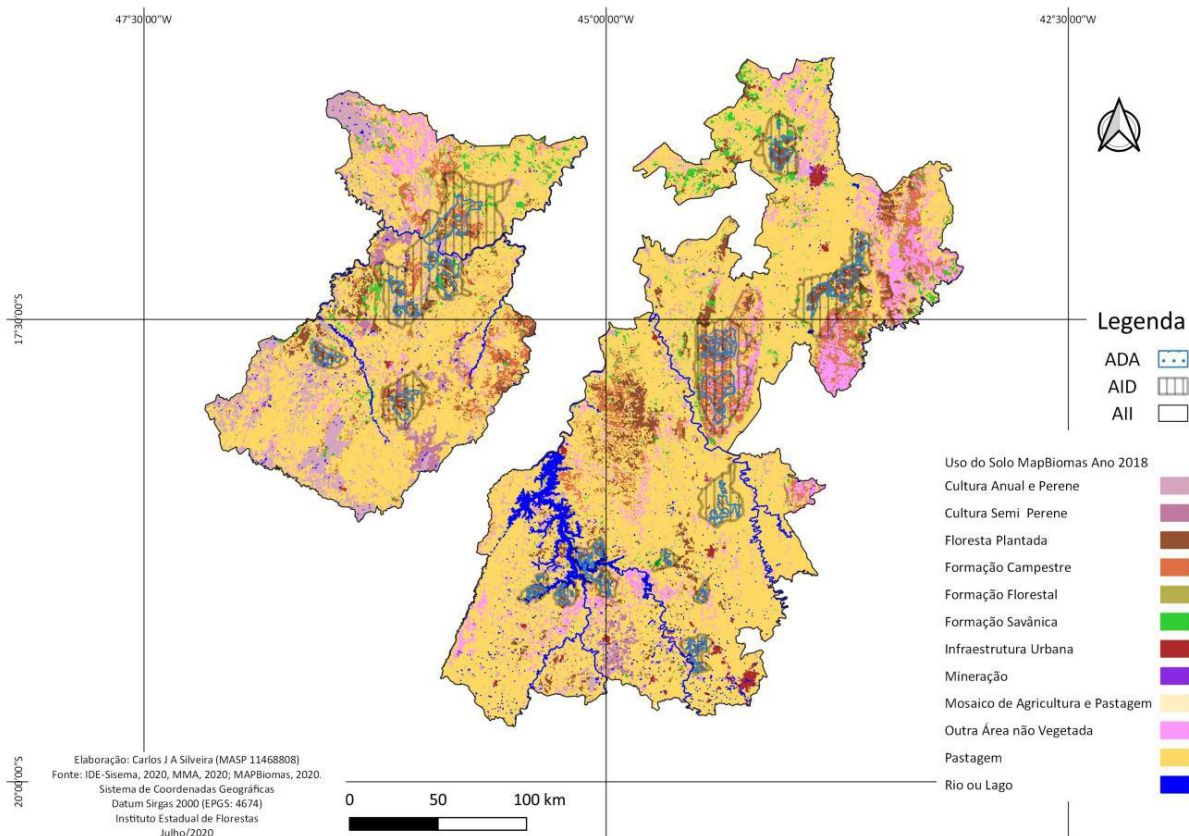 47°30'00"W
45°00'00"W
42°30'00"W
17°30'00"S
20°00'00"S
Legenda
ADA
AID
AII
Uso do Solo MapBiomas Ano 2018
Cultura Anual e Perene
Cultura Semi Perene
Floresta Plantada
Formação Campestre
Formação Florestal
Formação Savânica
Infraestrutura Urbana
Mineração
Mosaico de Agricultura e Pastagem
Outra Área não Vegetada
Pastagem
Rio ou Lago
Elaboração: Carlos J A Silveira (MASP 11468808)
Fonte: IDE-Sisema, 2020, MMA, 2020; MAPBiomas, 2020.
Sistema de Coordenadas Geográficas
Datum Sirgas 2000 (EPGS: 4674)
Instituto Estadual de Florestas
Julho/2020
0 50 100 km